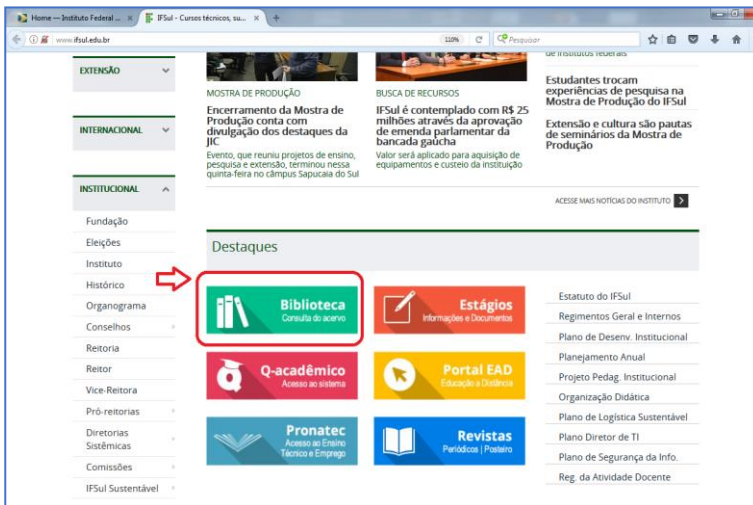 Home — Instituto Federal ...
IFSul - Cursos técnicos, su...
www.ifsul.edu.br
110%
Pesquisar
EXTENSÃO
INTERNACIONAL
INSTITUCIONAL
Fundação
Eleições
Instituto
Histórico
Organograma
Conselhos
Reitoria
Reitor
Vice-Reitora
Pró-reitorias
Diretorias
Sistêmicas
Comissões
IFSul Sustentável
MOSTRA DE PRODUÇÃO
Encerramento da Mostra de
Produção conta com
divulgação dos destaques da
JIC
Evento, que reuniu projetos de ensino,
pesquisa e extensão, terminou nessa
quinta-feira no câmpus Sapucaia do Sul
BUSCA DE RECURSOS
IFSul é contemplado com R$ 25
milhões através da aprovação
de emenda parlamentar da
bancada gaúcha
Valor será aplicado para aquisição de
equipamentos e custeio da instituição
de institutos federais
Estudantes trocam
experiências de pesquisa na
Mostra de Produção do IFSul
Extensão e cultura são pautas
de seminários da Mostra de
Produção
ACESSE MAIS NOTÍCIAS DO INSTITUTO
Destaques
Biblioteca
Consulta do acervo
Estágios
Informações e Documentos
Q-acadêmico
Acesso ao sistema
Portal EAD
Educação a Distância
Pronatec
Acesso ao Ensino
Técnico e Emprego
Revistas
Periódicos | Posteiro
Estatuto do IFSul
Regimentos Geral e Internos
Plano de Desenv. Institucional
Planejamento Anual
Projeto Pedag. Institucional
Organização Didática
Plano de Logística Sustentável
Plano Diretor de TI
Plano de Segurança da Info.
Reg. da Atividade Docente